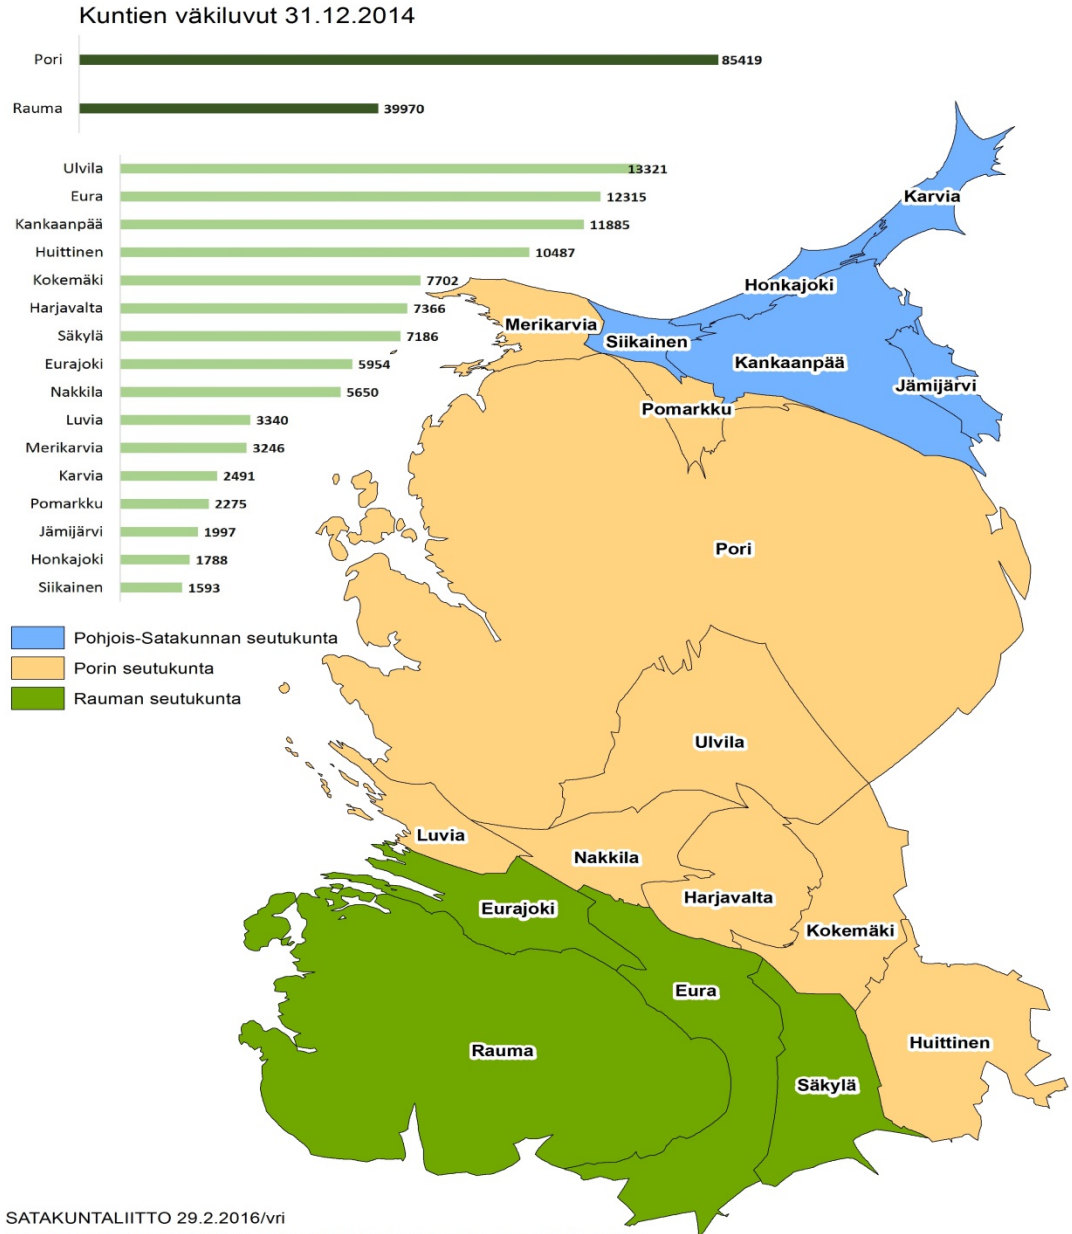 Kuntien väkiluvut 31.12.2014
Pori 85419
Rauma 39970
Ulvila 13321
Eura 12315
Kankaanpää 11885
Huittinen 10487
Kokemäki 7702
Harjavalta 7366
Säkylä 7186
Eurajoki 5954
Nakkila 5650
Luvia 3340
Merikarvia 3246
Karvia 2491
Pomarkku 2275
Jämijärvi 1997
Honkajoki 1788
Siikainen 1593
Pohjois-Satakunnan seutukunta
Porin seutukunta
Rauman seutukunta
Karvia
Honkajoki
Merikarvia
Siikainen
Kankaanpää
Jämijärvi
Pomarkku
Pori
Ulvila
Luvia
Nakkila
Harjavalta
Eurajoki
Kokemäki
Eura
Huittinen
Rauma
Säkylä
SATAKUNTALIITTO 29.2.2016/vri